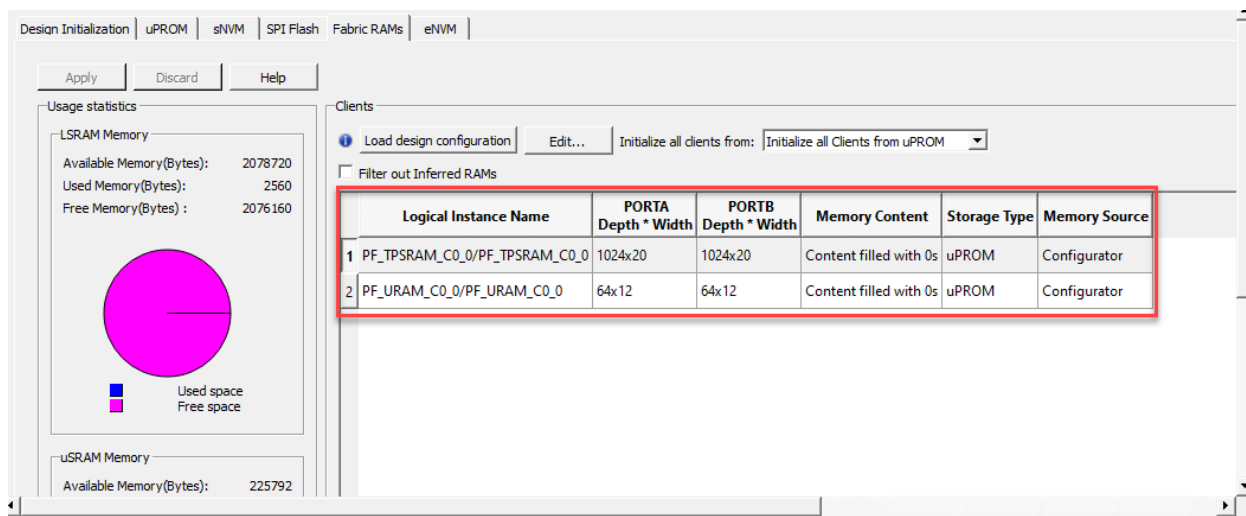 Design Initialization uPROM sNVM SPI Flash Fabric RAMs eNVM
Apply Discard Help
Usage statistics
LSRAM Memory
Available Memory(Bytes): 2078720
Used Memory(Bytes): 2560
Free Memory(Bytes) : 2076160
Used space
Free space
uSRAM Memory
Available Memory(Bytes): 225792
Clients
Load design configuration Edit... Initialize all clients from: Initialize all Clients from uPROM
Filter out Inferred RAMs
Logical Instance Name PORTA Depth * Width PORTB Depth * Width Memory Content Storage Type Memory Source
1 PF_TPSRAM_C0_0/PF_TPSRAM_C0_0 1024x20 1024x20 Content filled with 0s uPROM Configurator
2 PF_URAM_C0_0/PF_URAM_C0_0 64x12 64x12 Content filled with 0s uPROM Configurator